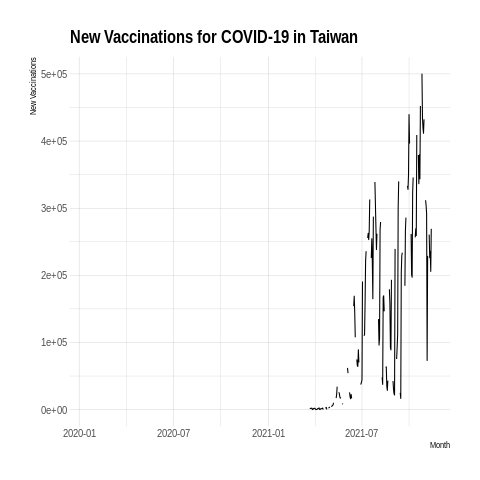 New Vaccinations for COVID-19 in Taiwan
New Vaccinations
5e+05
4e+05
3e+05
2e+05
1e+05
0e+00
2020-01 2020-07 2021-01 2021-07
Month